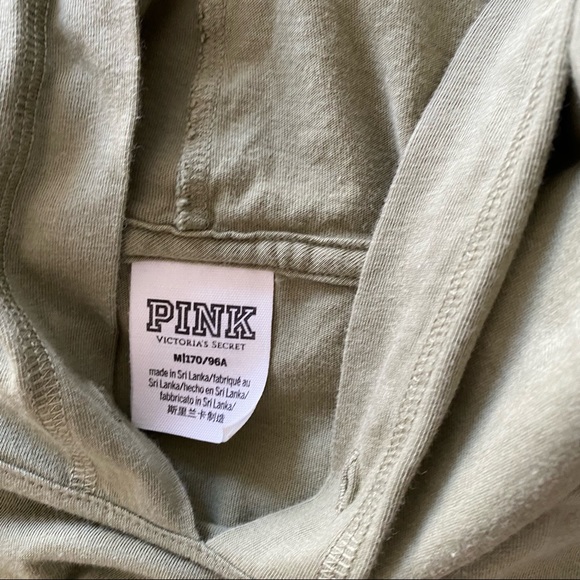 PINK
VICTORIA'S SECRET
M|170/96A
made in Sri Lanka/fabriqué au
Sri Lanka/hecho en Sri Lanka/
fabbricato in Sri Lanka/
斯里兰卡制造